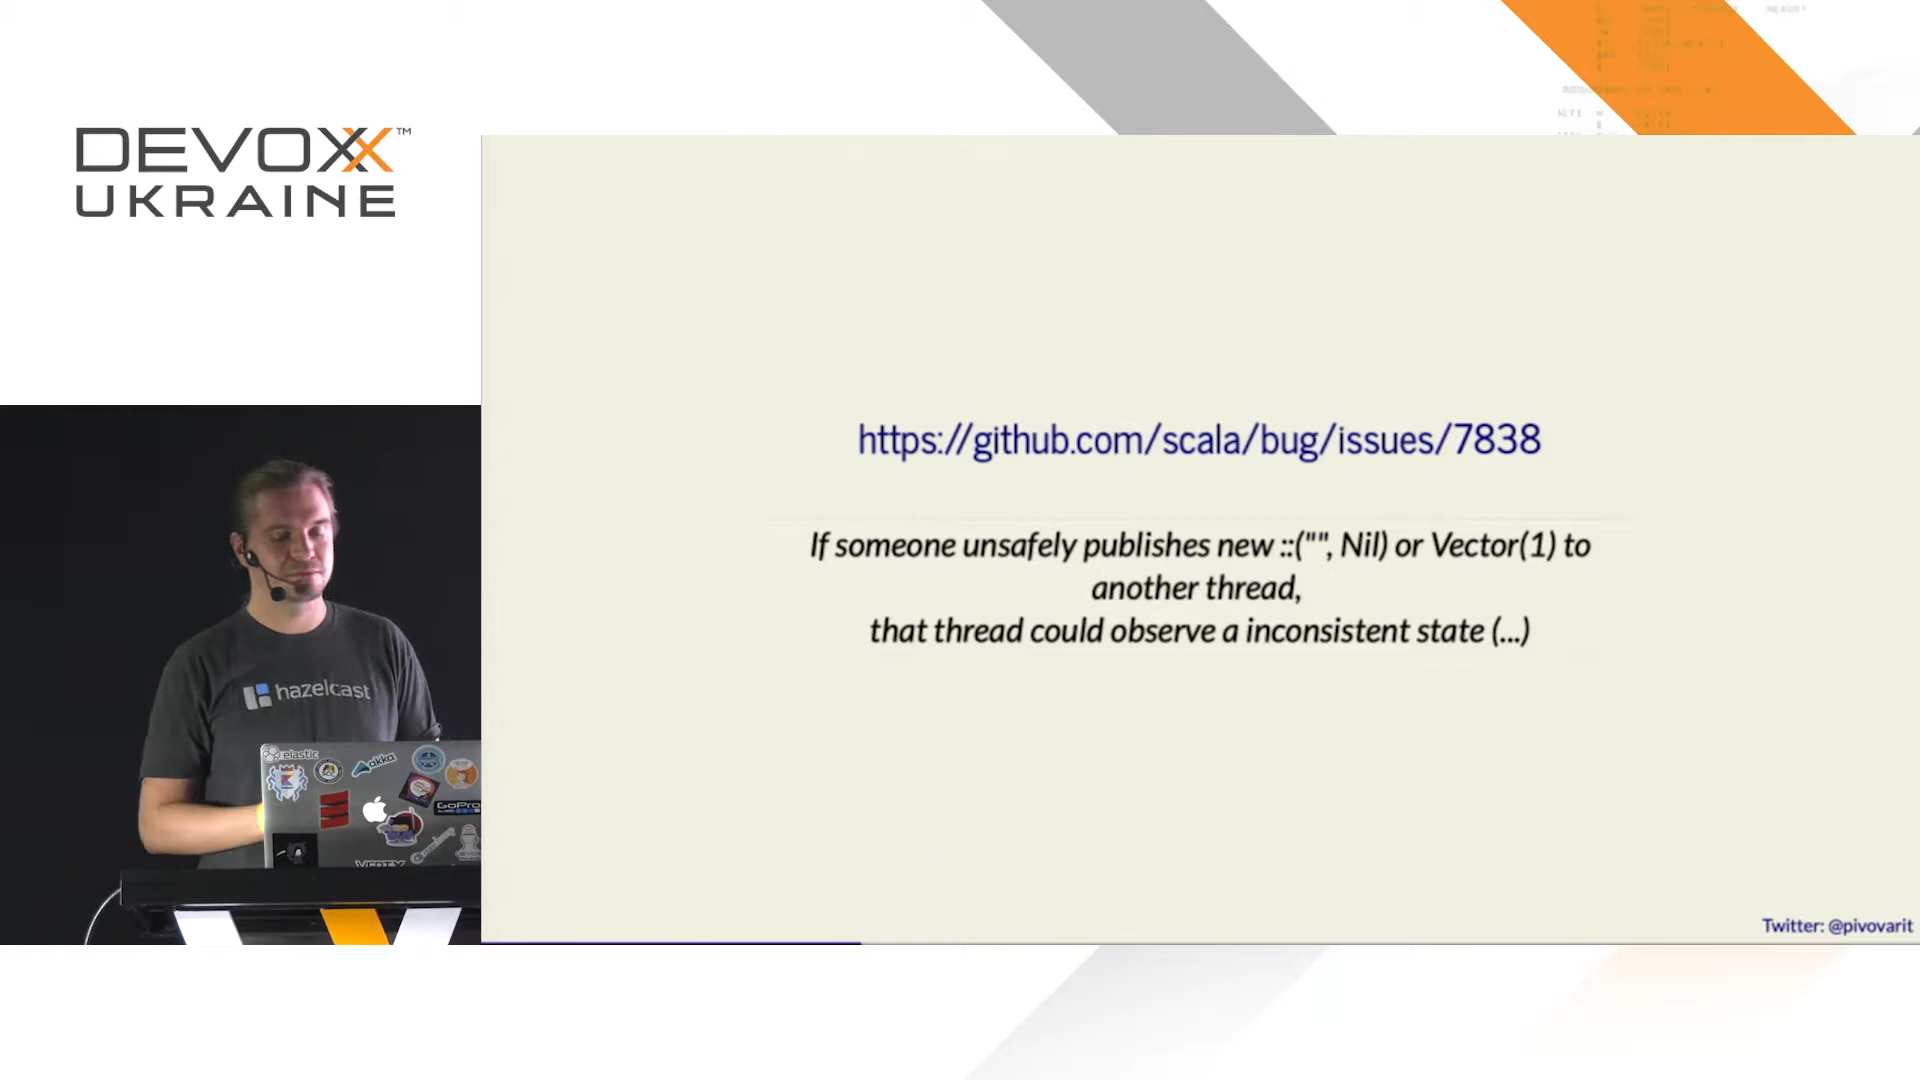 DEVOXX™
UKRAINE
https://github.com/scala/bug/issues/7838
If someone unsafely publishes new ::("", Nil) or Vector(1) to
another thread,
that thread could observe a inconsistent state (...)
hazelcast
elastic
akka
GoPro
VERTX
Twitter: @pivovarit